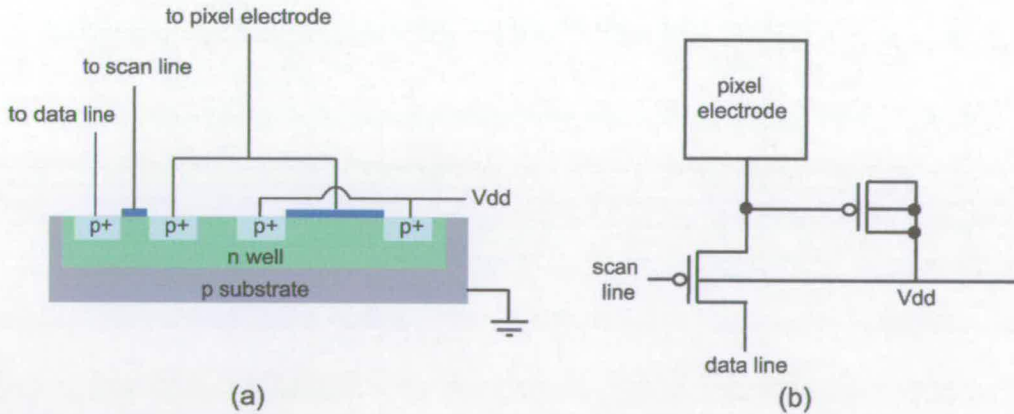 to pixel electrode
to scan line
to data line
Vdd
p+ p+ p+ p+
n well
p substrate
(a)
pixel
electrode
scan
line
Vdd
data line
(b)